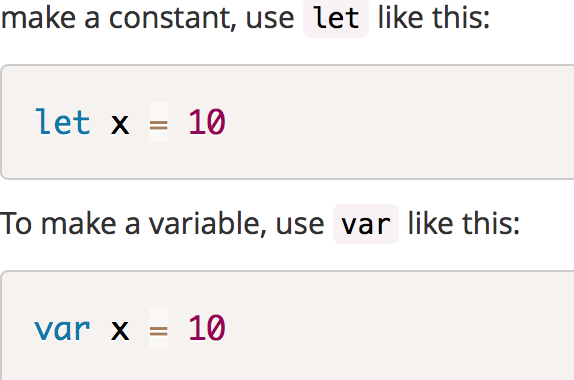 make a constant, use let like this:
let x = 10
To make a variable, use var like this:
var x = 10